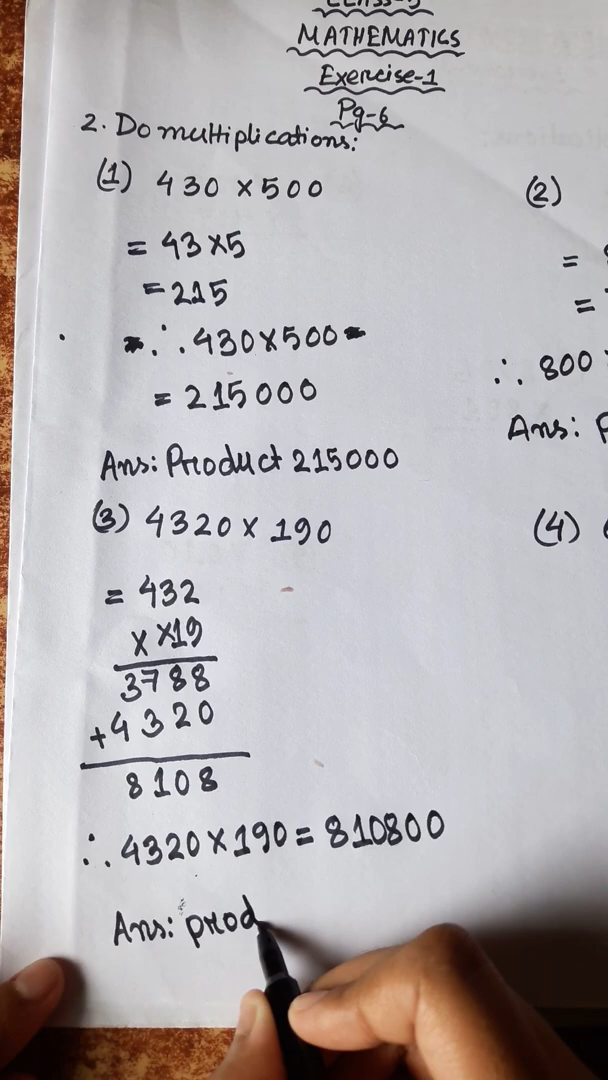 MATHEMATICS
Exercise-1
Pg-6
2. Do multiplications:
(1) 430 × 500
= 43 × 5
= 215
∴ 430 × 500
= 215000
Ans: Product 215000
(3) 4320 × 190
= 432
× ×19
3788
+4320
8108
∴ 4320 × 190 = 810800
Ans: prod
(2)
=
=
∴ 800
Ans:
(4)